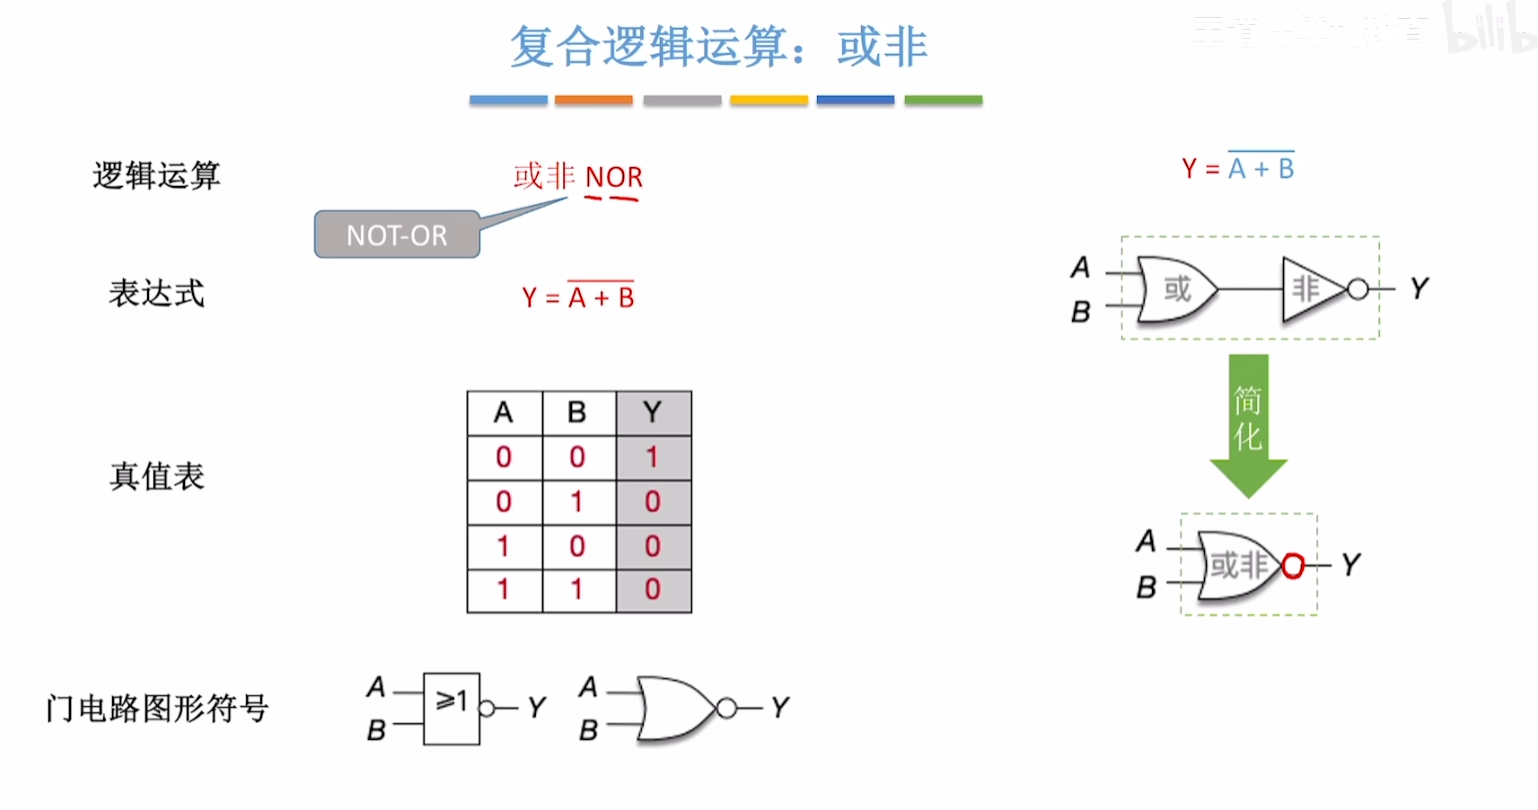 复合逻辑运算：或非
bilib
逻辑运算
或非 NOR
NOT-OR
表达式
Y = \overline{A + B}
真值表
A B Y
0 0 1
0 1 0
1 0 0
1 1 0
门电路图形符号
A
B
≥1
Y
A
B
Y
Y = \overline{A + B}
A
B
或
非
Y
简
化
A
B
或非
Y